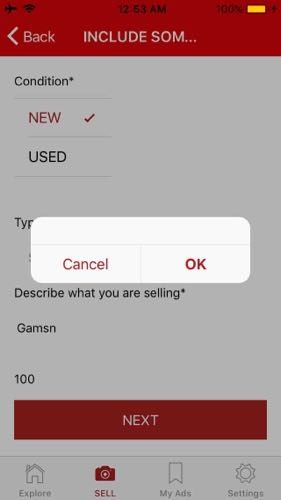 12:53 AM
100%
Back
INCLUDE SOM...
Condition*
NEW
USED
Typ
Cancel
OK
Describe what you are selling*
Gamsn
100
NEXT
Explore
SELL
My Ads
Settings